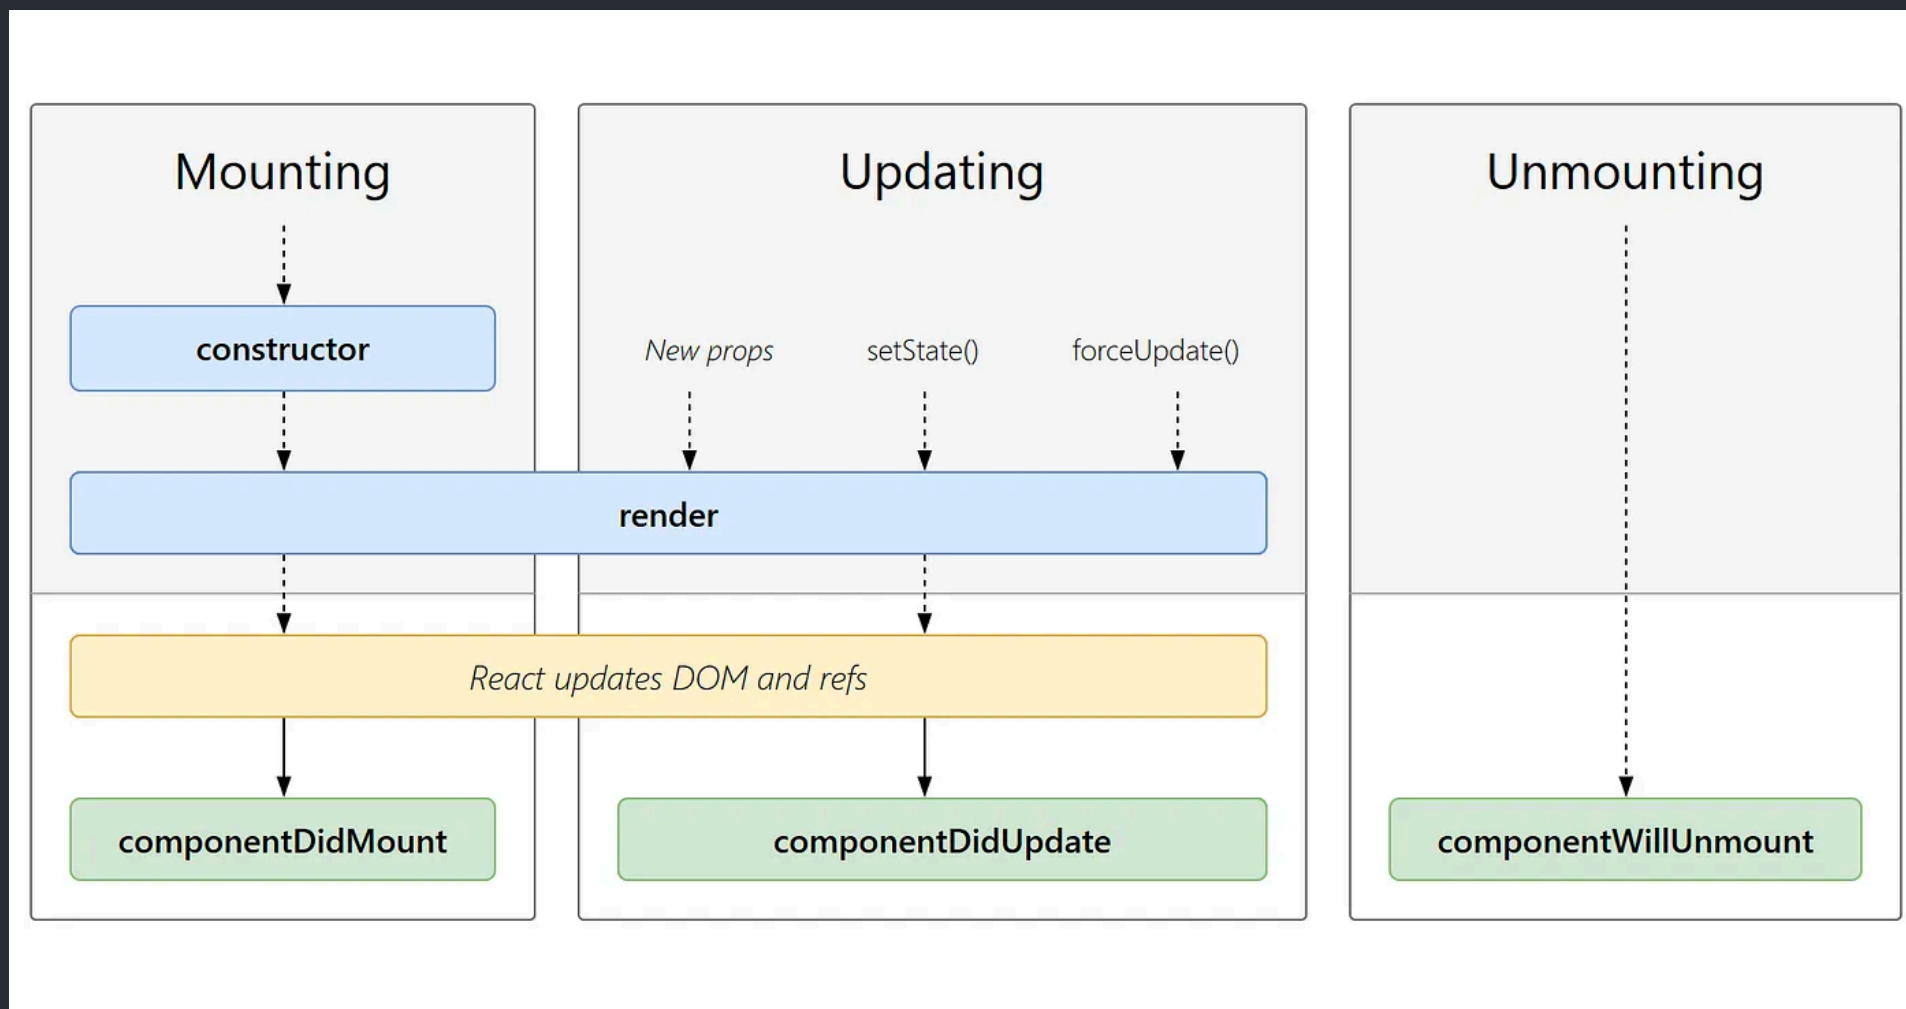 Mounting
Updating
Unmounting
constructor
New props
setState()
forceUpdate()
render
React updates DOM and refs
componentDidMount
componentDidUpdate
componentWillUnmount